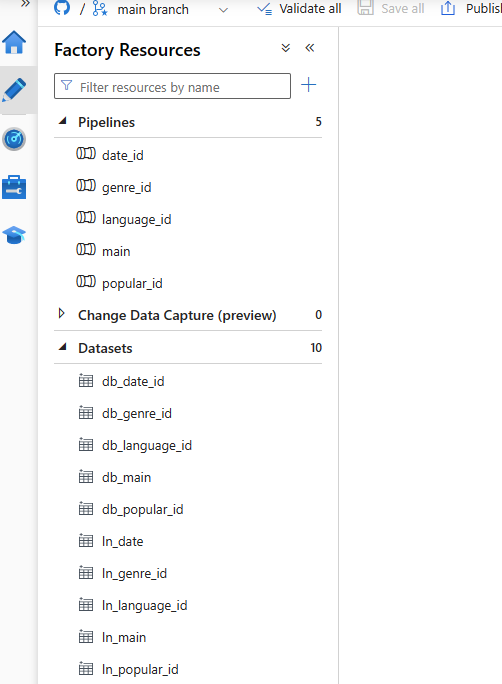 / main branch Validate all Save all Publish
Factory Resources
Filter resources by name
Pipelines 5
date_id
genre_id
language_id
main
popular_id
Change Data Capture (preview) 0
Datasets 10
db_date_id
db_genre_id
db_language_id
db_main
db_popular_id
ln_date
ln_genre_id
ln_language_id
ln_main
ln_popular_id